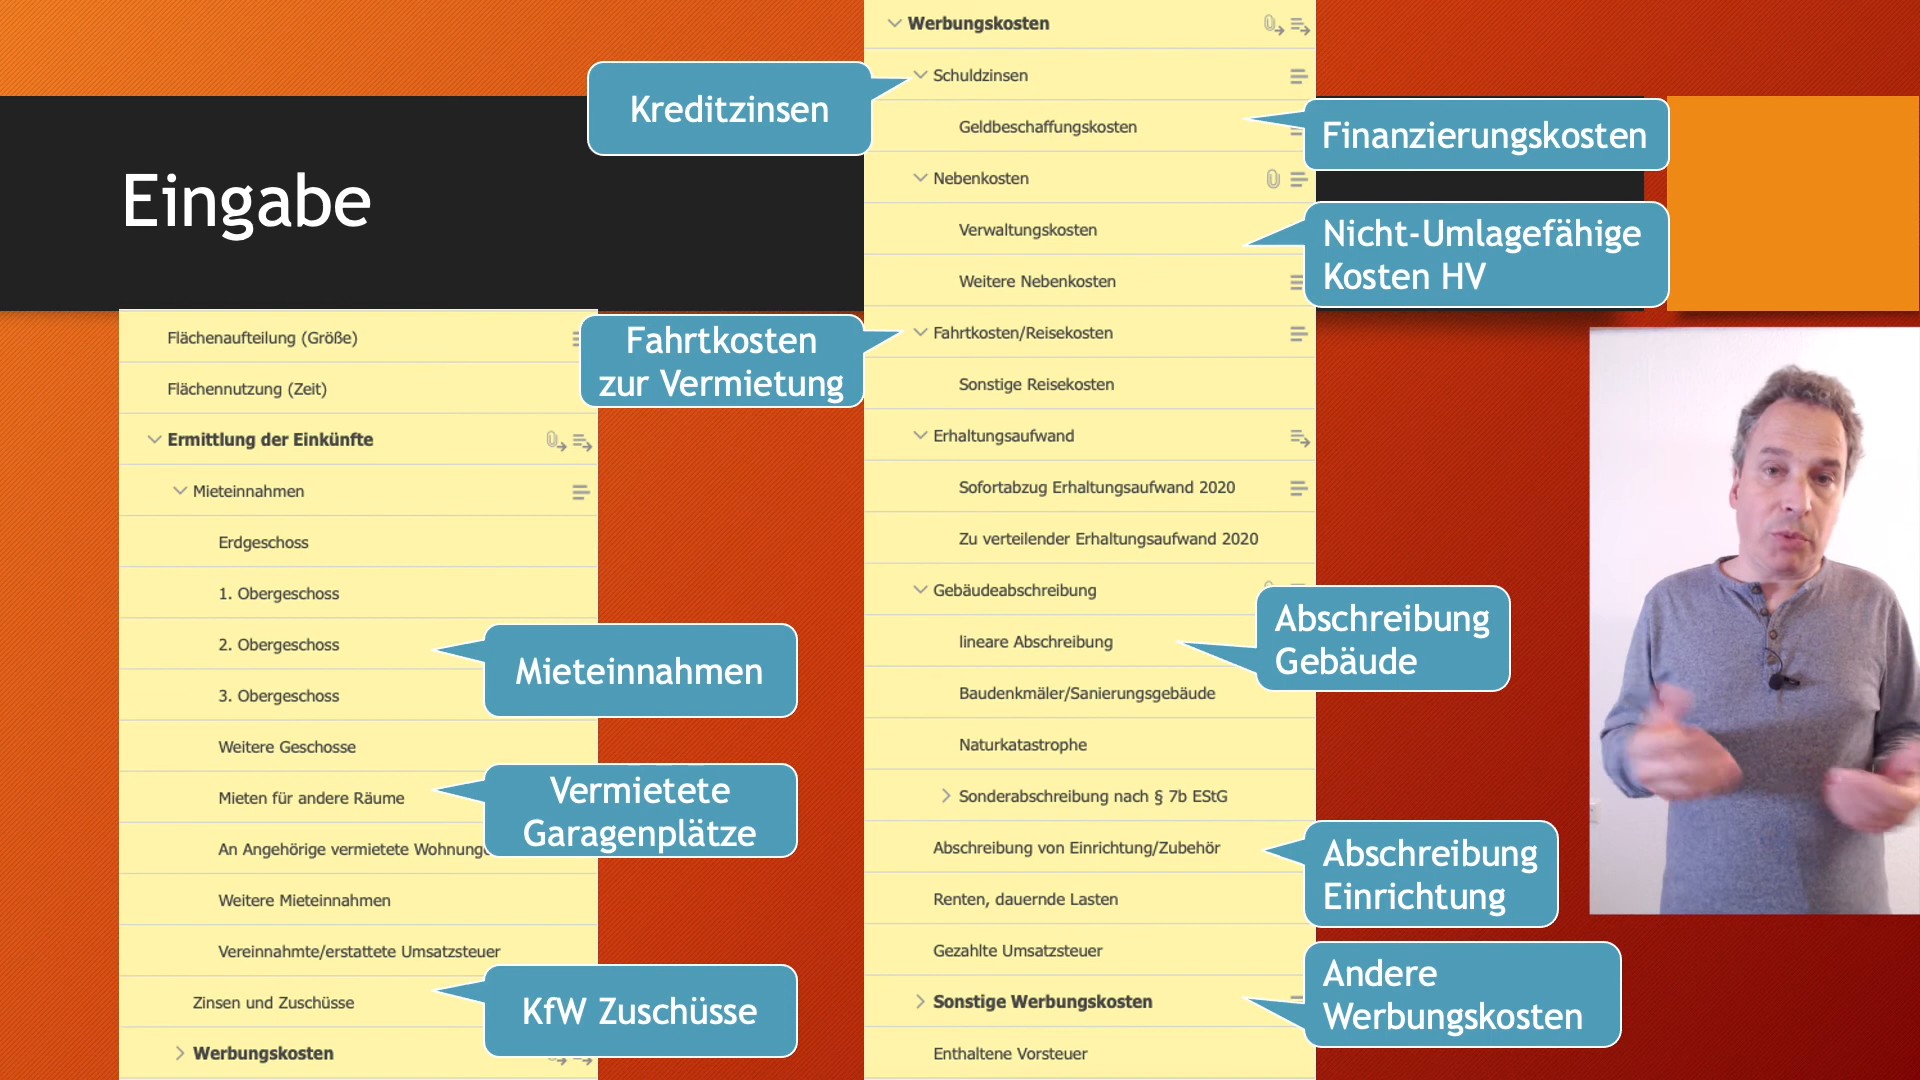 Eingabe
Flächenaufteilung (Größe)
Flächennutzung (Zeit)
Ermittlung der Einkünfte
Mieteinnahmen
Erdgeschoss
1. Obergeschoss
2. Obergeschoss
3. Obergeschoss
Weitere Geschosse
Mieten für andere Räume
An Angehörige vermietete
Weitere Mieteinnahmen
Vereinnahmte/erstattete Umsatzsteuer
Zinsen und Zuschüsse
Werbungskosten
Mieteinnahmen
Vermietete
Garagenplätze
KfW Zuschüsse
Kreditzinsen
Fahrtkosten
zur Vermietung
Werbungskosten
Schuldzinsen
Geldbeschaffungskosten
Nebenkosten
Verwaltungskosten
Weitere Nebenkosten
Fahrtkosten/Reisekosten
Sonstige Reisekosten
Erhaltungsaufwand
Sofortabzug Erhaltungsaufwand 2020
Zu verteilender Erhaltungsaufwand 2020
Gebäudeabschreibung
lineare Abschreibung
Baudenkmäler/Sanierungsgebäude
Naturkatastrophe
Sonderabschreibung nach § 7b EStG
Abschreibung von Einrichtung/Zubehör
Renten, dauernde Lasten
Gezahlte Umsatzsteuer
Sonstige Werbungskosten
Enthaltene Vorsteuer
Finanzierungskosten
Nicht-Umlagefähige
Kosten HV
Abschreibung
Gebäude
Abschreibung
Einrichtung
Andere
Werbungskosten